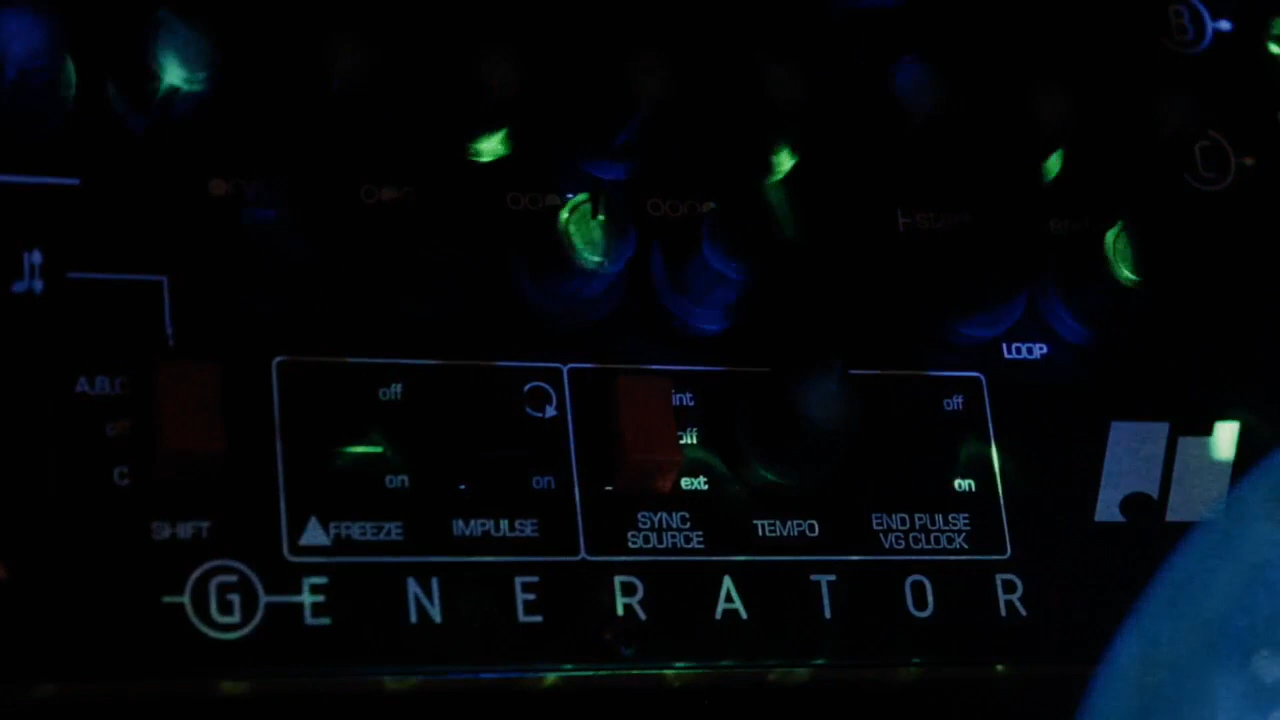 B
C
LOOP
A,B,C
off
int
off
off
off
C
on
on
ext
on
SHIFT
FREEZE
IMPULSE
SYNC
SOURCE
TEMPO
END PULSE
VG CLOCK
GENERATOR